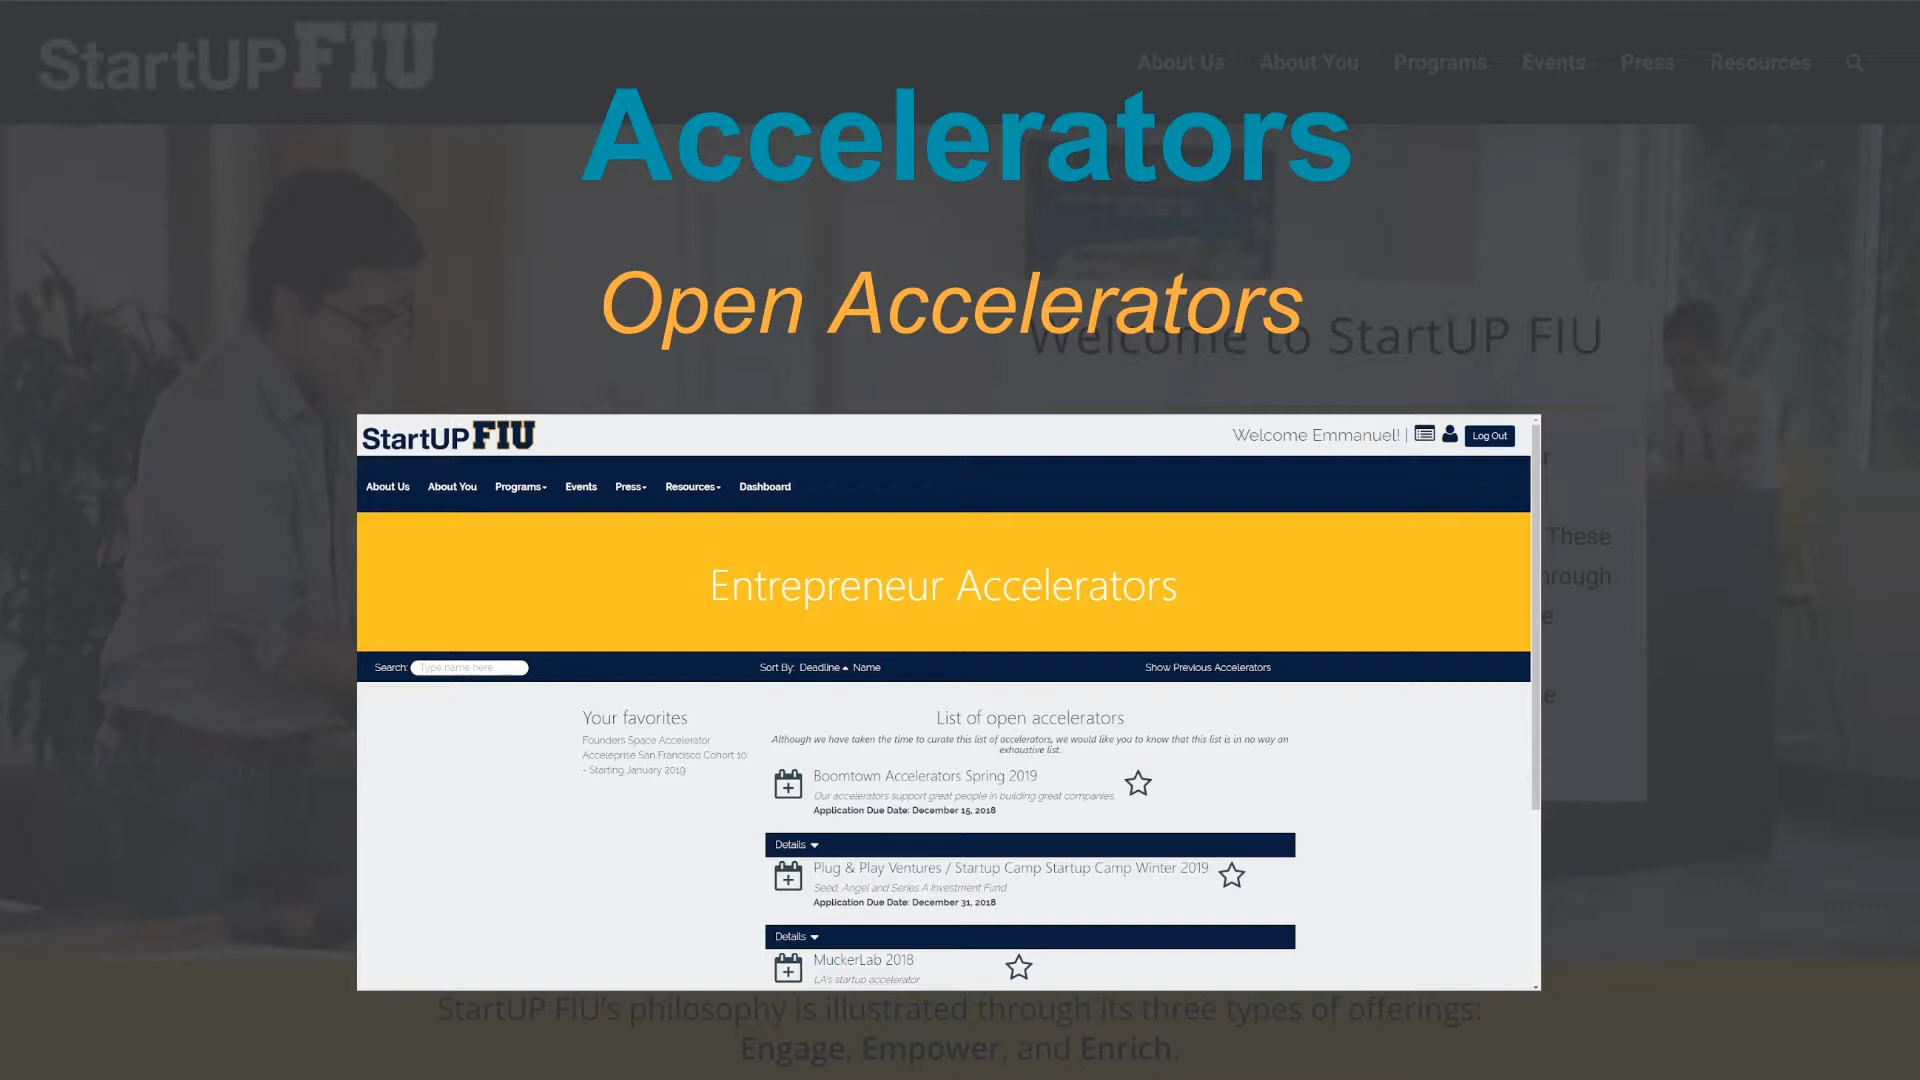 StartUP FIU
About Us About You Programs Events Press Resources
Accelerators
Open Accelerators
Welcome to StartUP FIU
StartUP FIU
Welcome Emmanuel! | Log Out
About Us About You Programs Events Press Resources Dashboard
Entrepreneur Accelerators
Search: Type name here... Sort By: Deadline Name Show Previous Accelerators
Your favorites
Founders Space Accelerator
Acceleprise San Francisco Cohort 10
- Starting January 2019
List of open accelerators
Although we have taken the time to curate this list of accelerators, we would like you to know that this list is in no way an
exhaustive list.
Boomtown Accelerators Spring 2019
Our accelerators support great people in building great companies.
Application Due Date: December 15, 2018
Details
Plug & Play Ventures / Startup Camp Startup Camp Winter 2019
Seed, Angel and Series A Investment Fund
Application Due Date: December 31, 2018
Details
MuckerLab 2018
LA's startup accelerator
These
StartUP FIU's philosophy is illustrated through its three types of offerings:
Engage, Empower, and Enrich.